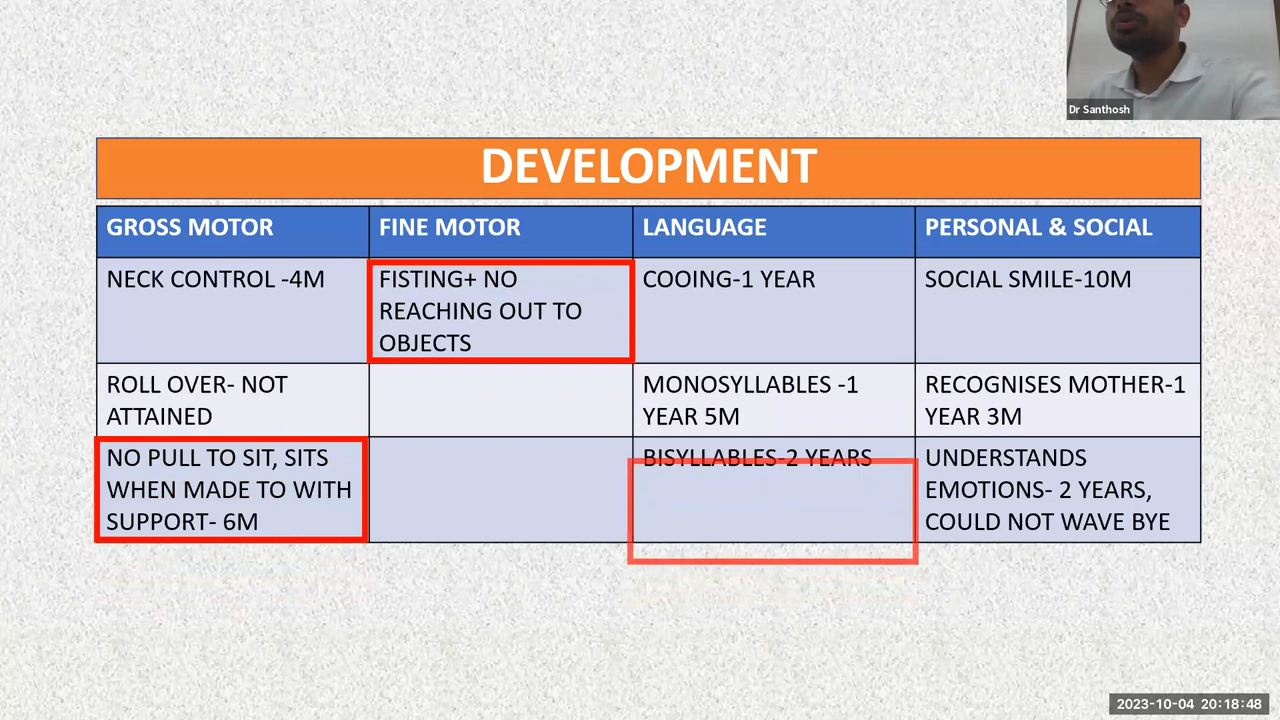 Dr Santhosh
DEVELOPMENT
GROSS MOTOR
FINE MOTOR
LANGUAGE
PERSONAL & SOCIAL
NECK CONTROL -4M
FISTING+ NO
REACHING OUT TO
OBJECTS
COOING-1 YEAR
SOCIAL SMILE-10M
ROLL OVER- NOT
ATTAINED
MONOSYLLABLES -1
YEAR 5M
RECOGNISES MOTHER-1
YEAR 3M
NO PULL TO SIT, SITS
WHEN MADE TO WITH
SUPPORT- 6M
BISYLLABLES-2 YEARS
UNDERSTANDS
EMOTIONS- 2 YEARS,
COULD NOT WAVE BYE
2023-10-04 20:18:48